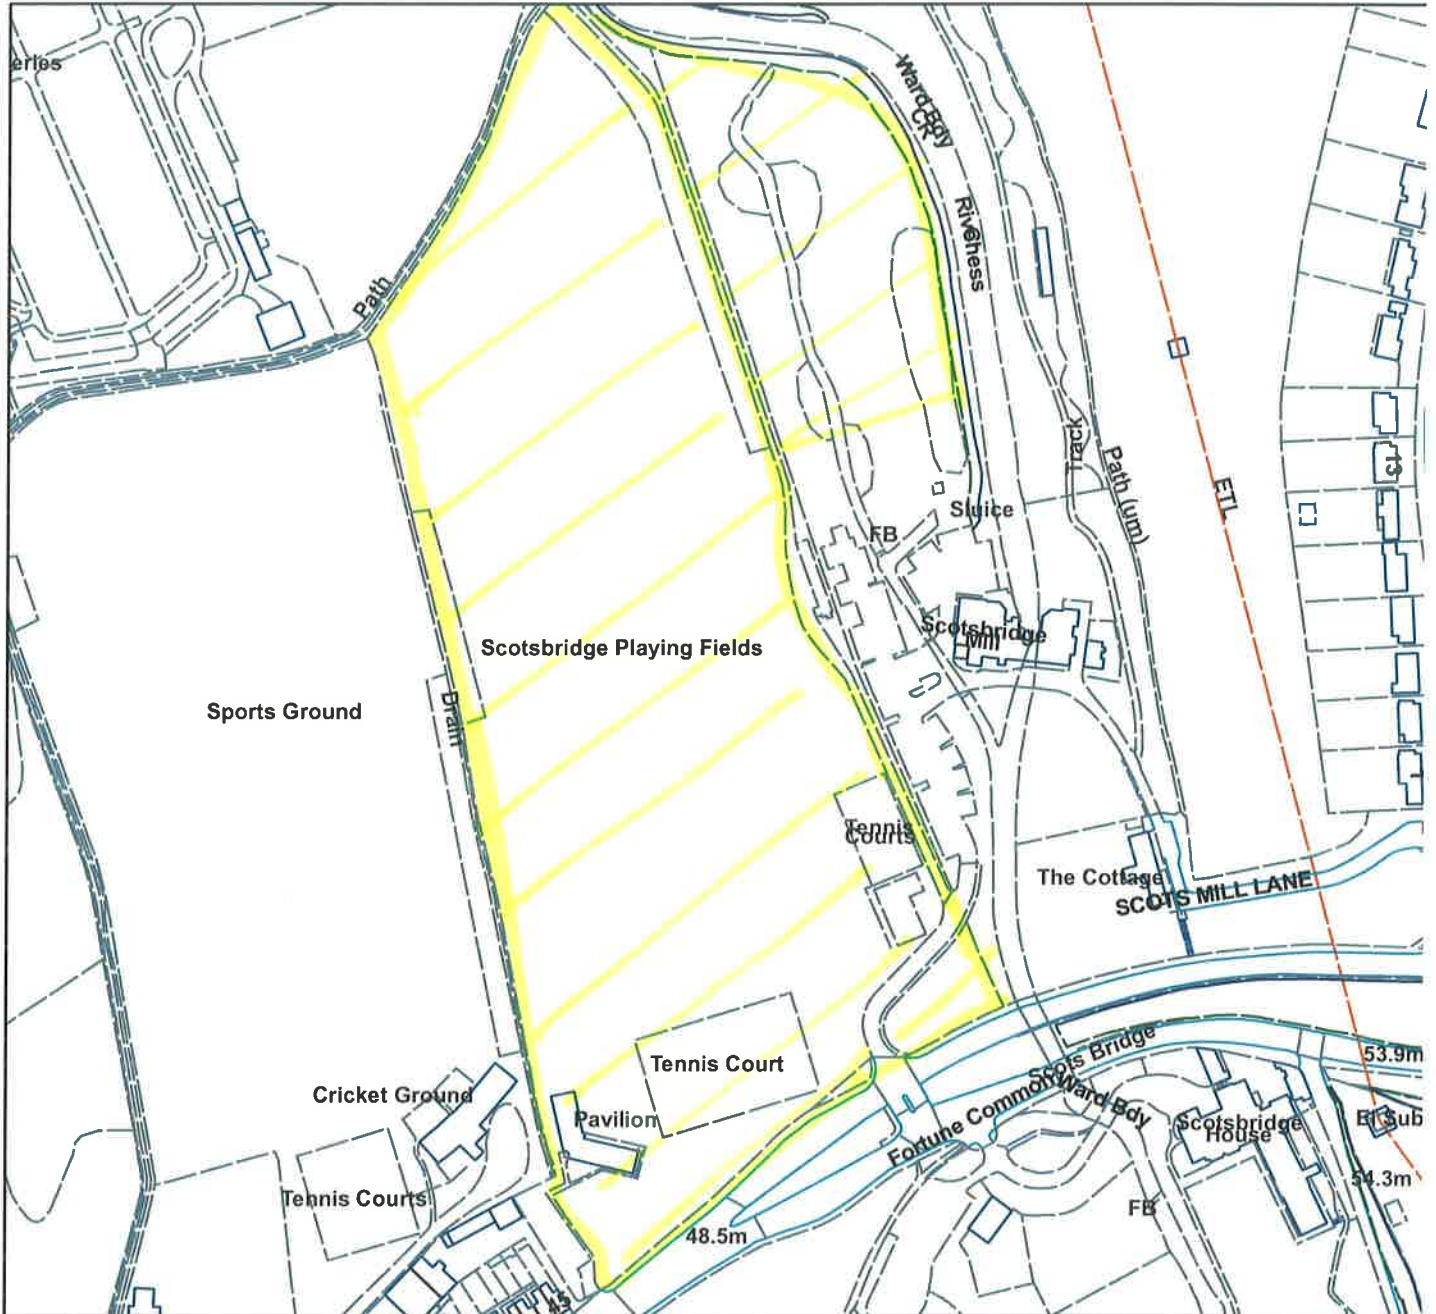 eries
Ward Bdy
CR
River
Chess
Path
Track
Path (um)
ETL
13
Sluice
FB
Scotsbridge
Mill
Scotsbridge Playing Fields
Sports Ground
Drain
Tennis
Courts
The Cottage
SCOTS MILL LANE
Tennis Court
Scots Bridge
53.9m
Cricket Ground
Pavilion
Fortune Common
Ward Bdy
Scotsbridge
House
El Sub
54.3m
Tennis Courts
FB
48.5m
45